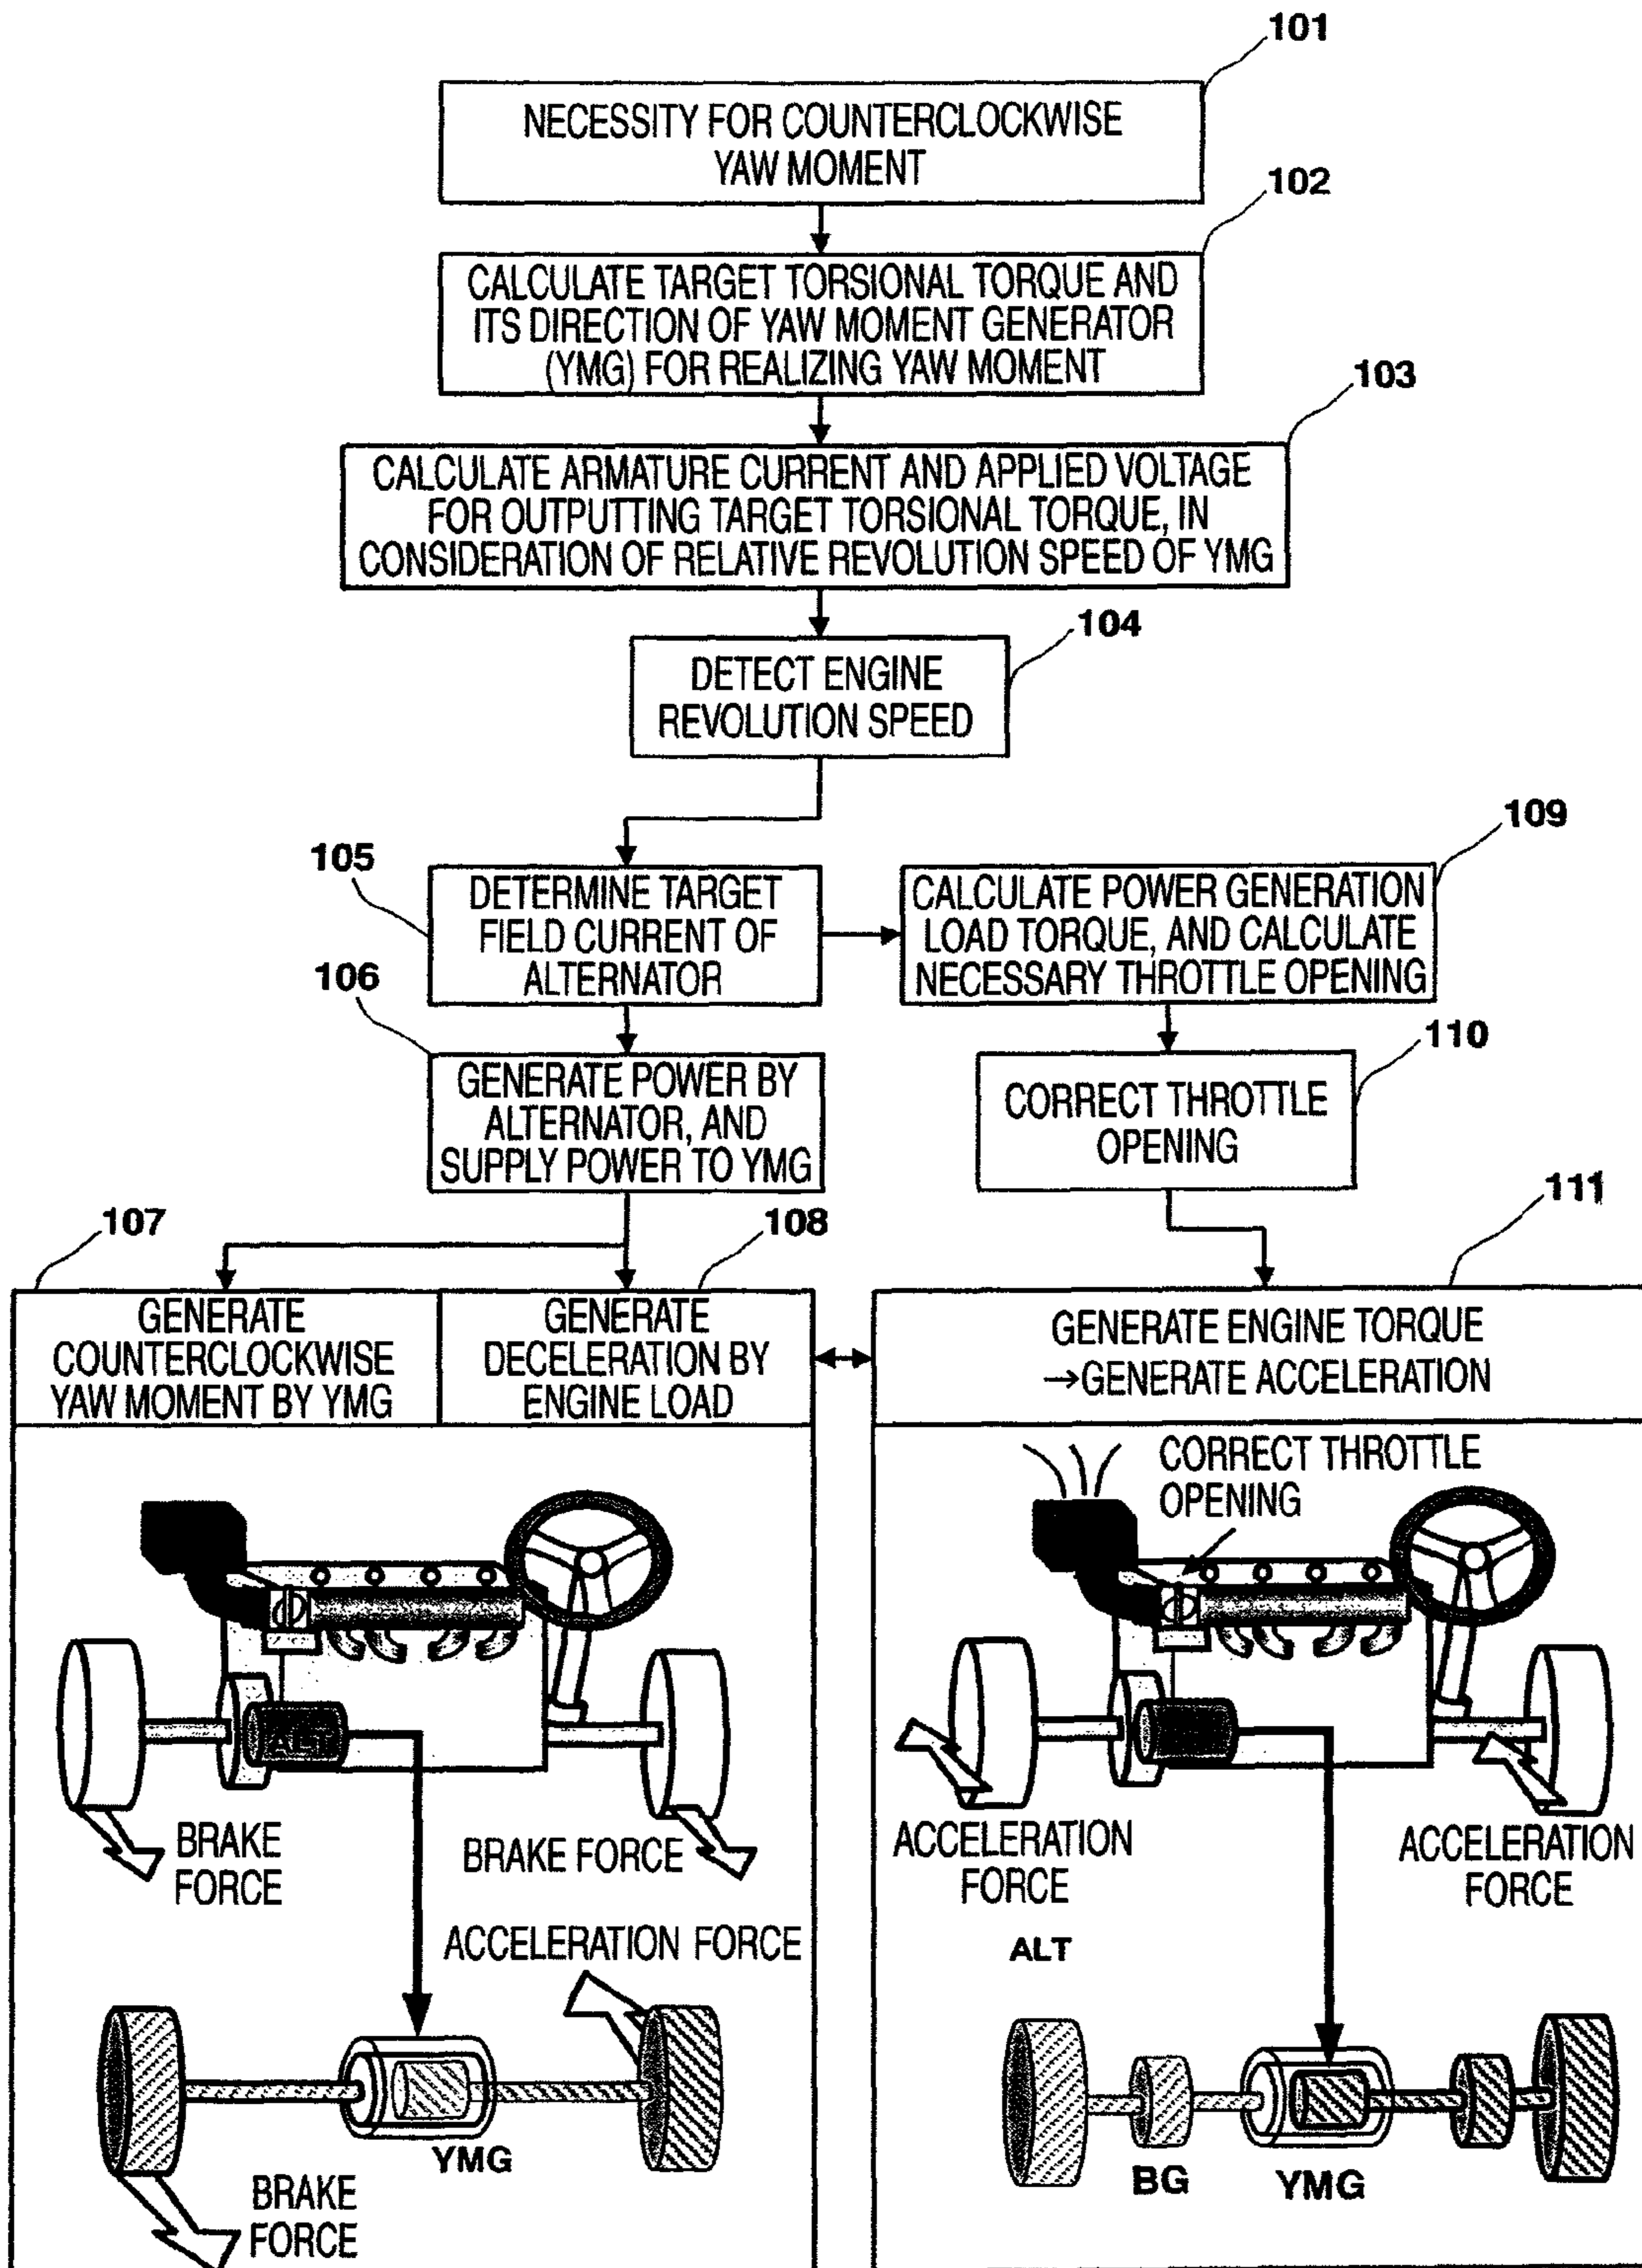 101
NECESSITY FOR COUNTERCLOCKWISE
YAW MOMENT
102
CALCULATE TARGET TORSIONAL TORQUE AND
ITS DIRECTION OF YAW MOMENT GENERATOR
(YMG) FOR REALIZING YAW MOMENT
103
CALCULATE ARMATURE CURRENT AND APPLIED VOLTAGE
FOR OUTPUTTING TARGET TORSIONAL TORQUE, IN
CONSIDERATION OF RELATIVE REVOLUTION SPEED OF YMG
104
DETECT ENGINE
REVOLUTION SPEED
105
DETERMINE TARGET
FIELD CURRENT OF
ALTERNATOR
109
CALCULATE POWER GENERATION
LOAD TORQUE, AND CALCULATE
NECESSARY THROTTLE OPENING
106
GENERATE POWER BY
ALTERNATOR, AND
SUPPLY POWER TO YMG
110
CORRECT THROTTLE
OPENING
107
GENERATE
COUNTERCLOCKWISE
YAW MOMENT BY YMG
108
GENERATE
DECELERATION BY
ENGINE LOAD
111
GENERATE ENGINE TORQUE
→GENERATE ACCELERATION
ALT
BRAKE
FORCE
BRAKE FORCE
ACCELERATION FORCE
YMG
BRAKE
FORCE
CORRECT THROTTLE
OPENING
ACCELERATION
FORCE
ACCELERATION
FORCE
ALT
BG
YMG